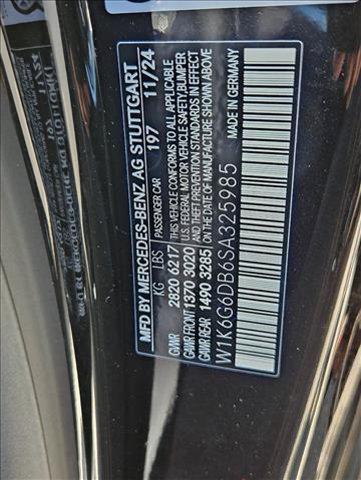 MFD BY MERCEDES-BENZ AG STUTTGART
KG LBS PASSENGER CAR 197 11/24
GVWR 2820 6217 THIS VEHICLE CONFORMS TO ALL APPLICABLE
GAWR FRONT 1370 3020 U.S. FEDERAL MOTOR VEHICLE SAFETY, BUMPER
GAWR REAR 1490 3285 AND THEFT PREVENTION STANDARDS IN EFFECT ON THE DATE OF MANUFACTURE SHOWN ABOVE
W1K6G6DB6SA325985 MADE IN GERMANY